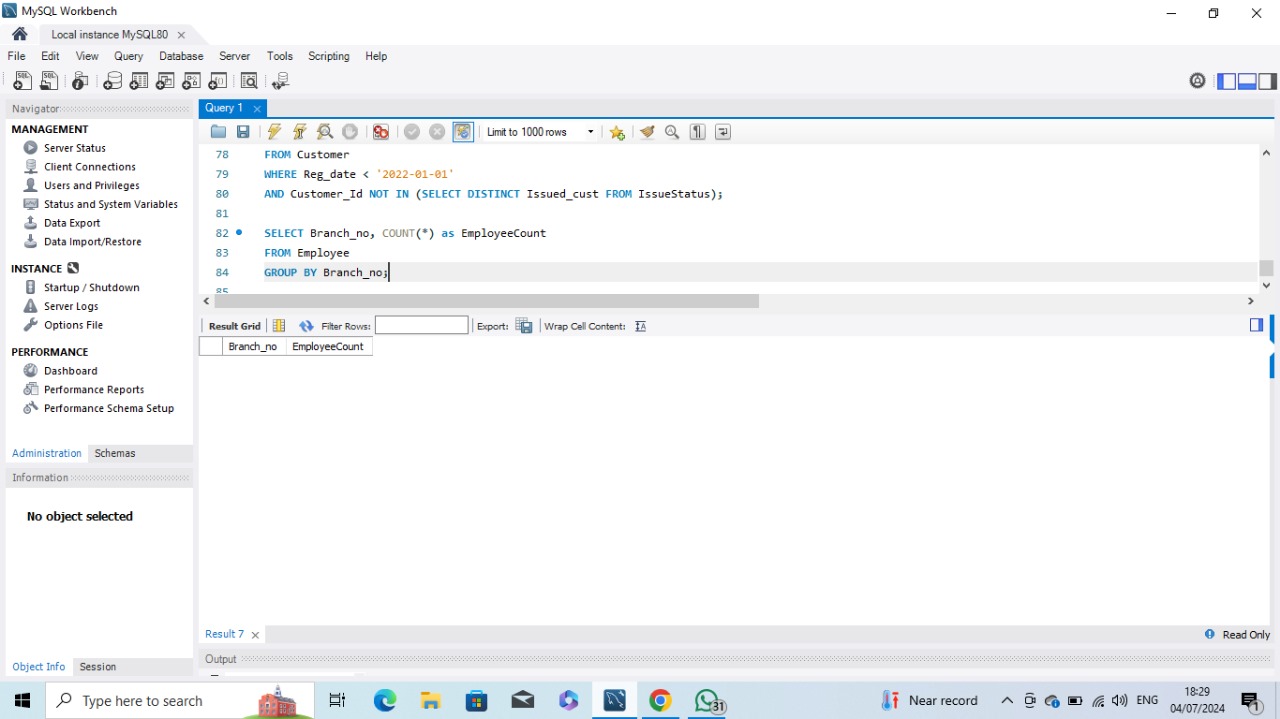 MySQL Workbench
Local instance MySQL80
File Edit View Query Database Server Tools Scripting Help
Navigator
MANAGEMENT
Server Status
Client Connections
Users and Privileges
Status and System Variables
Data Export
Data Import/Restore
INSTANCE
Startup / Shutdown
Server Logs
Options File
PERFORMANCE
Dashboard
Performance Reports
Performance Schema Setup
Administration Schemas
Information
No object selected
Object Info Session
Query 1
Limit to 1000 rows
78 FROM Customer
79 WHERE Reg_date < '2022-01-01'
80 AND Customer_Id NOT IN (SELECT DISTINCT Issued_cust FROM IssueStatus);
81
82 SELECT Branch_no, COUNT(*) as EmployeeCount
83 FROM Employee
84 GROUP BY Branch_no;
85
Result Grid Filter Rows: Export: Wrap Cell Content:
Branch_no EmployeeCount
Result 7 Read Only
Output
Type here to search
31
Near record
ENG
8:29
04/07/2024
1